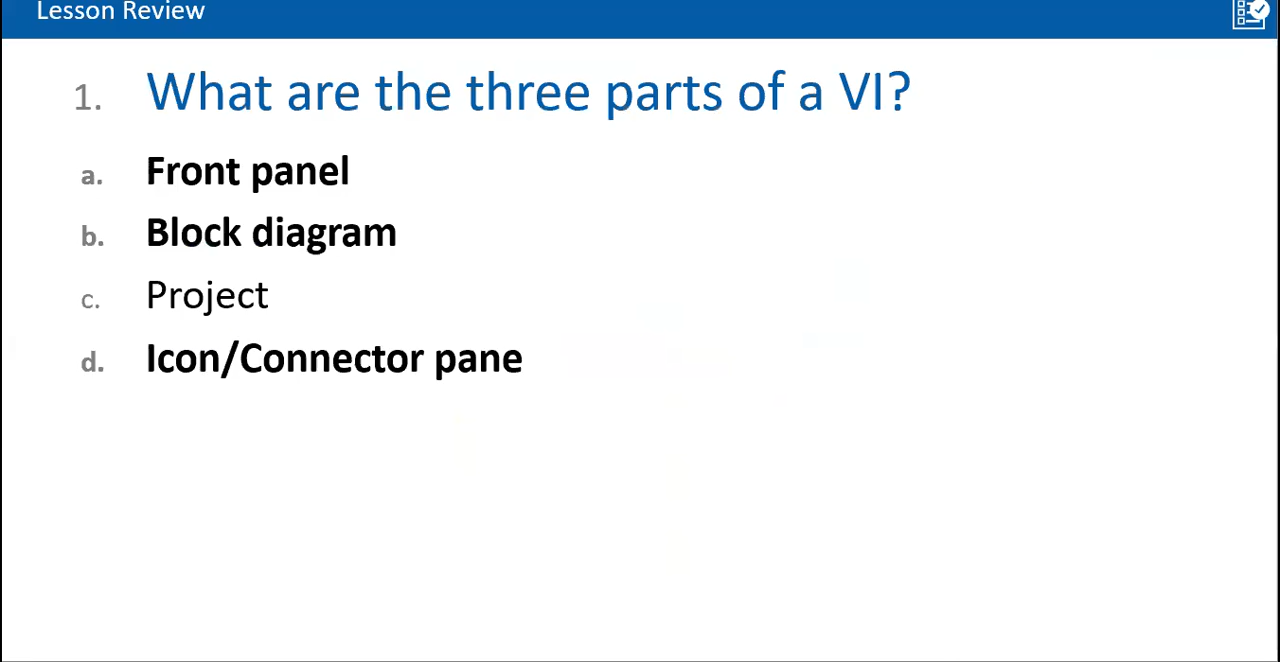 Lesson Review
1. What are the three parts of a VI?
a. Front panel
b. Block diagram
c. Project
d. Icon/Connector pane